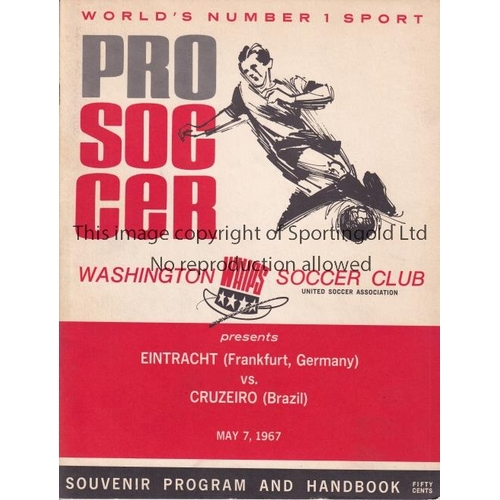 WORLD'S NUMBER 1 SPORT
PRO
SOC
CER
This image copyright of Sportingold Ltd
No reproduction allowed
WASHINGTON WHIPS SOCCER CLUB
UNITED SOCCER ASSOCIATION
presents
EINTRACHT (Frankfurt, Germany)
vs.
CRUZEIRO (Brazil)
MAY 7, 1967
SOUVENIR PROGRAM AND HANDBOOK FIFTY CENTS